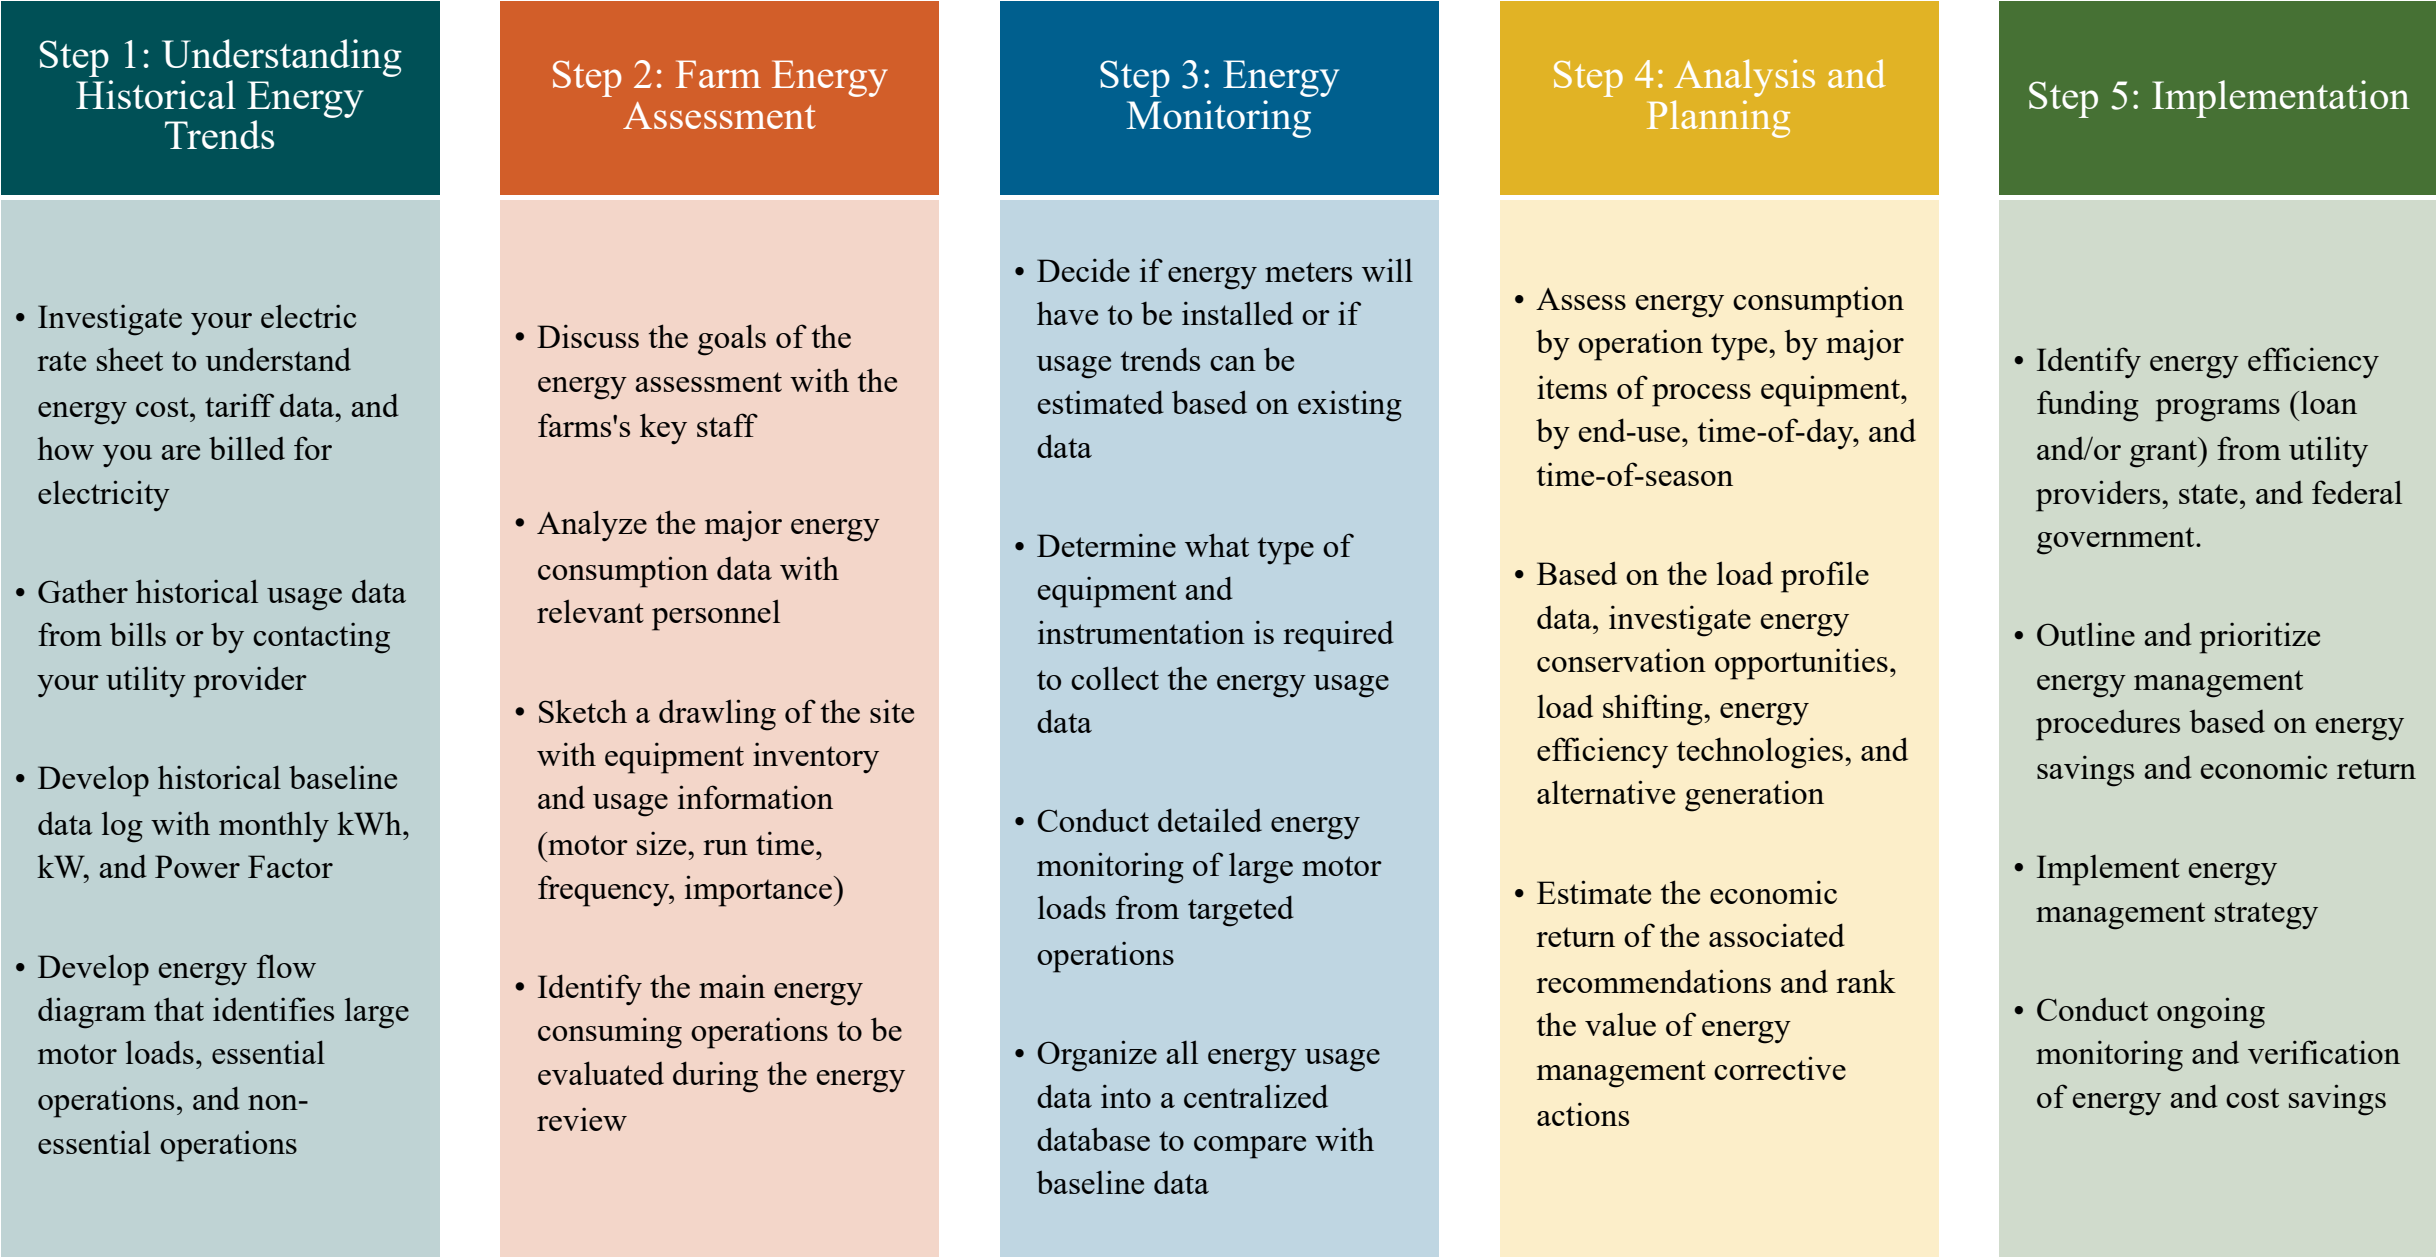 Step 1: Understanding
Historical Energy
Trends
• Investigate your electric
rate sheet to understand
energy cost, tariff data, and
how you are billed for
electricity
• Gather historical usage data
from bills or by contacting
your utility provider
• Develop historical baseline
data log with monthly kWh,
kW, and Power Factor
• Develop energy flow
diagram that identifies large
motor loads, essential
operations, and non-
essential operations
Step 2: Farm Energy
Assessment
• Discuss the goals of the
energy assessment with the
farms's key staff
• Analyze the major energy
consumption data with
relevant personnel
• Sketch a drawling of the site
with equipment inventory
and usage information
(motor size, run time,
frequency, importance)
• Identify the main energy
consuming operations to be
evaluated during the energy
review
Step 3: Energy
Monitoring
• Decide if energy meters will
have to be installed or if
usage trends can be
estimated based on existing
data
• Determine what type of
equipment and
instrumentation is required
to collect the energy usage
data
• Conduct detailed energy
monitoring of large motor
loads from targeted
operations
• Organize all energy usage
data into a centralized
database to compare with
baseline data
Step 4: Analysis and
Planning
• Assess energy consumption
by operation type, by major
items of process equipment,
by end-use, time-of-day, and
time-of-season
• Based on the load profile
data, investigate energy
conservation opportunities,
load shifting, energy
efficiency technologies, and
alternative generation
• Estimate the economic
return of the associated
recommendations and rank
the value of energy
management corrective
actions
Step 5: Implementation
• Identify energy efficiency
funding  programs (loan
and/or grant) from utility
providers, state, and federal
government.
• Outline and prioritize
energy management
procedures based on energy
savings and economic return
• Implement energy
management strategy
• Conduct ongoing
monitoring and verification
of energy and cost savings